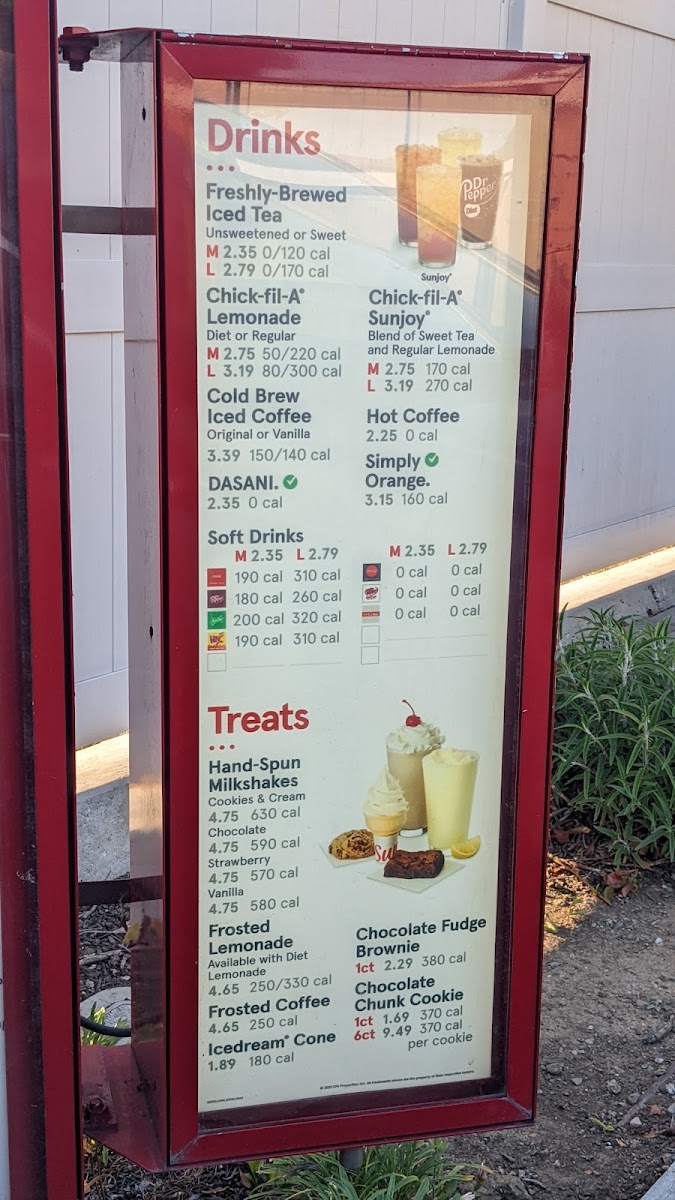 Drinks
Dr Pepper
Diet
Sunjoy®
Freshly-Brewed
Iced Tea
Unsweetened or Sweet
M 2.35 0/120 cal
L 2.79 0/170 cal
Chick-fil-A®
Lemonade
Diet or Regular
M 2.75 50/220 cal
L 3.19 80/300 cal
Chick-fil-A®
Sunjoy®
Blend of Sweet Tea
and Regular Lemonade
M 2.75 170 cal
L 3.19 270 cal
Cold Brew
Iced Coffee
Original or Vanilla
3.39 150/140 cal
Hot Coffee
2.25 0 cal
DASANI.
2.35 0 cal
Simply
Orange.
3.15 160 cal
Soft Drinks
M 2.35 L 2.79
190 cal 310 cal
180 cal 260 cal
200 cal 320 cal
190 cal 310 cal
M 2.35 L 2.79
0 cal 0 cal
0 cal 0 cal
0 cal 0 cal
Treats
Hand-Spun
Milkshakes
Cookies & Cream
4.75 630 cal
Chocolate
4.75 590 cal
Strawberry
4.75 570 cal
Vanilla
4.75 580 cal
Frosted
Lemonade
Available with Diet
Lemonade
4.65 250/330 cal
Frosted Coffee
4.65 250 cal
Icedream® Cone
1.89 180 cal
Chocolate Fudge
Brownie
1ct 2.29 380 cal
Chocolate
Chunk Cookie
1ct 1.69 370 cal
6ct 9.49 370 cal
per cookie